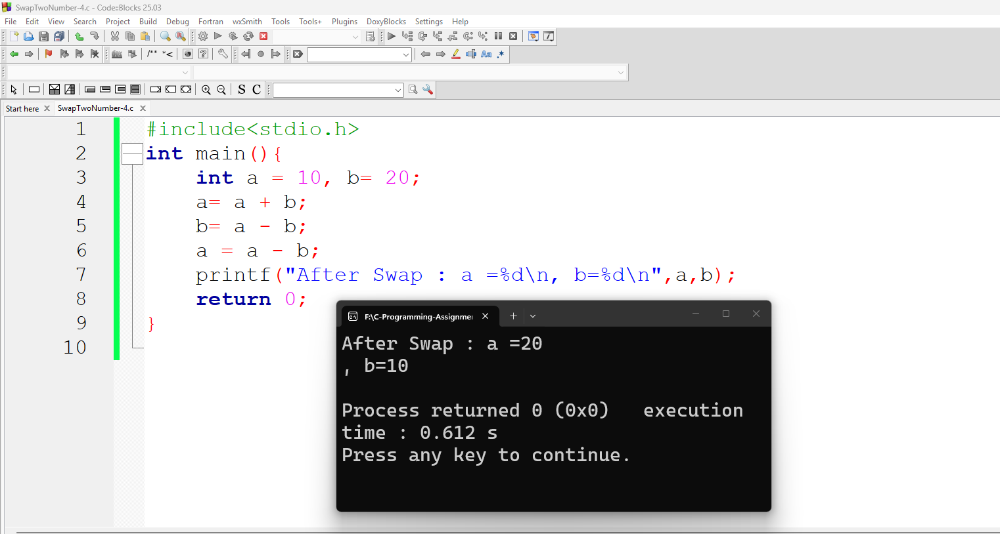 SwapTwoNumber-4.c - Code::Blocks 25.03
File Edit View Search Project Build Debug Fortran wxSmith Tools Tools+ Plugins DoxyBlocks Settings Help
/** *<
Aa .*
S C
Start here SwapTwoNumber-4.c
1 #include<stdio.h>
2 int main(){
3 int a = 10, b= 20;
4 a= a + b;
5 b= a - b;
6 a = a - b;
7 printf("After Swap : a =%d\n, b=%d\n",a,b);
8 return 0;
9 }
10
F:\C-Programming-Assignme
After Swap : a =20
, b=10
Process returned 0 (0x0) execution
time : 0.612 s
Press any key to continue.